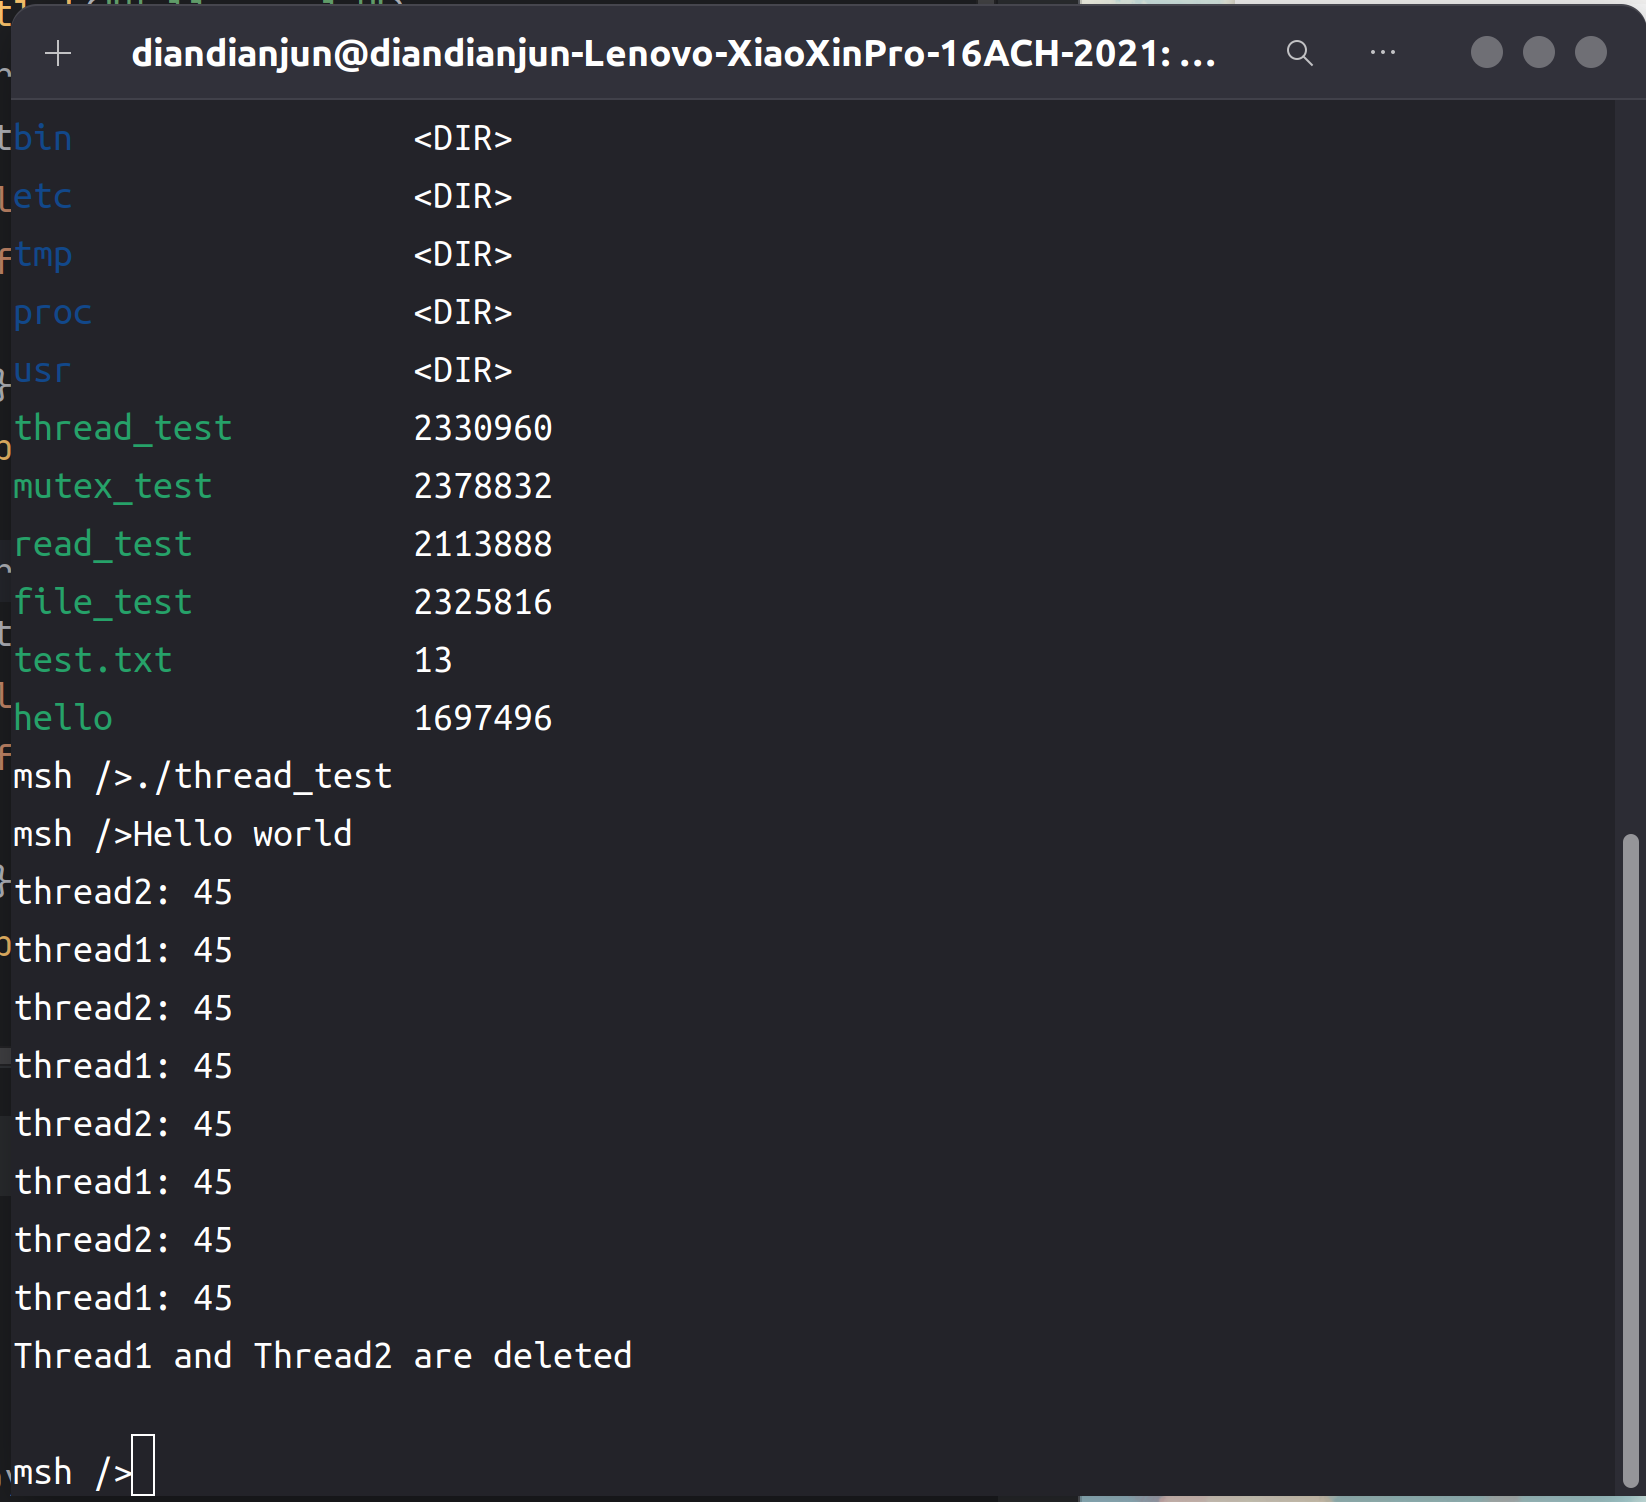 diandianjun@diandianjun-Lenovo-XiaoXinPro-16ACH-2021: ...
bin <DIR>
etc <DIR>
tmp <DIR>
proc <DIR>
usr <DIR>
thread_test 2330960
mutex_test 2378832
read_test 2113888
file_test 2325816
test.txt 13
hello 1697496
msh />./thread_test
msh />Hello world
thread2: 45
thread1: 45
thread2: 45
thread1: 45
thread2: 45
thread1: 45
thread2: 45
thread1: 45
Thread1 and Thread2 are deleted
msh />